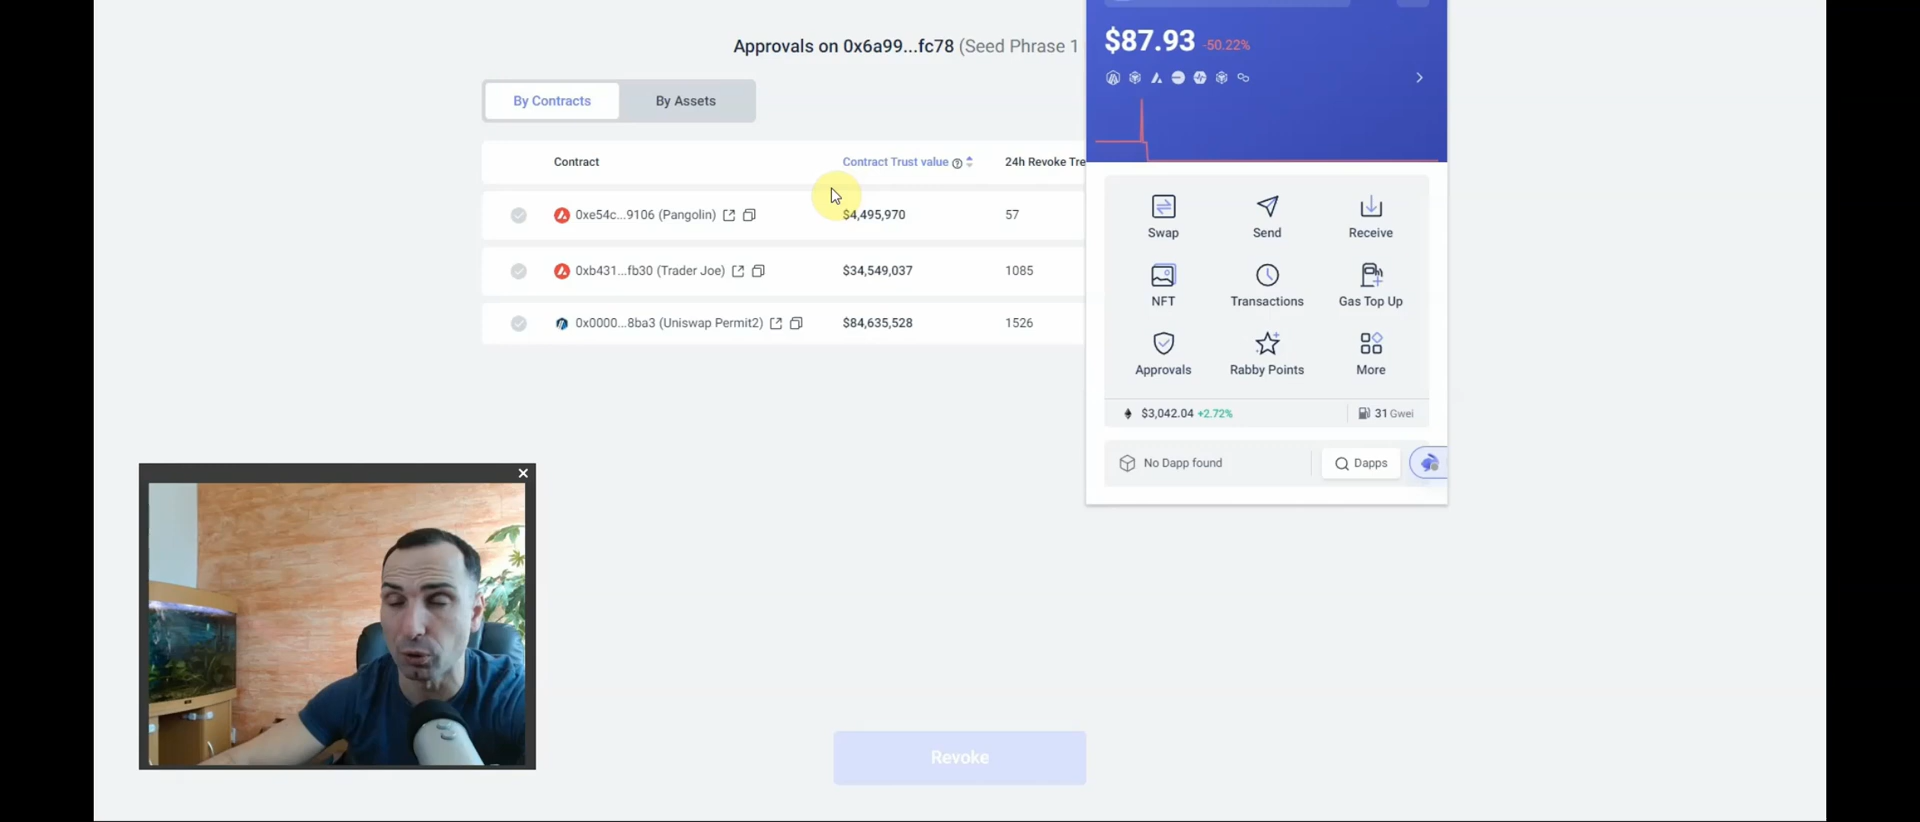 Approvals on 0x6a99...fc78 (Seed Phrase 1
By Contracts
By Assets
Contract
Contract Trust value
24h Revoke Tre
0xe54c...9106 (Pangolin)
$4,495,970
57
0xb431...fb30 (Trader Joe)
$34,549,037
1085
0x0000...8ba3 (Uniswap Permit2)
$84,635,528
1526
Revoke
$87.93 -50.22%
Swap
Send
Receive
NFT
Transactions
Gas Top Up
Approvals
Rabby Points
More
$3,042.04 +2.72%
31 Gwei
No Dapp found
Dapps